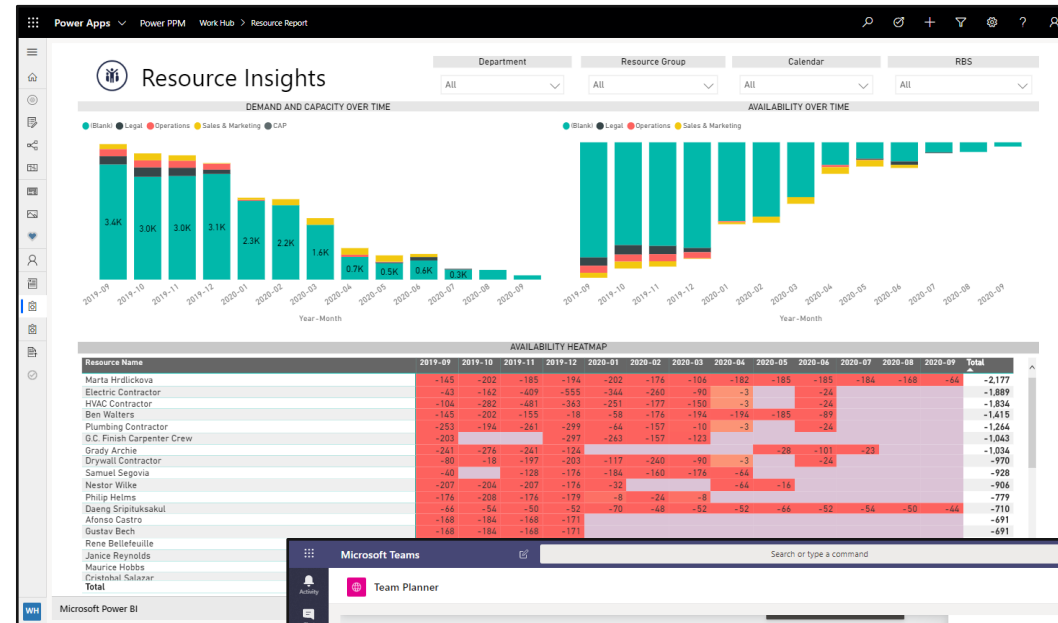 Power Apps Power PPM Work Hub > Resource Report
Resource Insights
Department Resource Group Calendar RBS
All All All All
DEMAND AND CAPACITY OVER TIME
(Blank) Legal Operations Sales & Marketing CAP
3.4K 3.0K 3.0K 3.1K 2.3K 2.2K 1.6K 0.7K 0.5K 0.6K 0.3K
2019-09 2019-10 2019-11 2019-12 2020-01 2020-02 2020-03 2020-04 2020-05 2020-06 2020-07 2020-08 2020-09
Year-Month
AVAILABILITY OVER TIME
(Blank) Legal Operations Sales & Marketing
2019-09 2019-10 2019-11 2019-12 2020-01 2020-02 2020-03 2020-04 2020-05 2020-06 2020-07 2020-08 2020-09
Year-Month
AVAILABILITY HEATMAP
Resource Name 2019-09 2019-10 2019-11 2019-12 2020-01 2020-02 2020-03 2020-04 2020-05 2020-06 2020-07 2020-08 2020-09 Total
Marta Hrdlickova -145 -202 -185 -194 -202 -176 -106 -182 -185 -185 -184 -168 -64 -2,177
Electric Contractor -43 -162 -409 -555 -344 -260 -90 -3 -24 -1,889
HVAC Contractor -104 -282 -481 -363 -251 -177 -150 -3 -24 -1,834
Ben Walters -145 -202 -155 -18 -58 -176 -194 -194 -185 -89 -1,415
Plumbing Contractor -253 -194 -261 -299 -64 -157 -10 -3 -24 -1,264
G.C. Finish Carpenter Crew -203 -297 -263 -157 -123 -1,043
Grady Archie -241 -276 -241 -124 -28 -101 -23 -1,034
Drywall Contractor -80 -18 -197 -203 -117 -240 -90 -3 -24 -970
Samuel Segovia -40 -128 -176 -184 -160 -176 -64 -928
Nestor Wilke -207 -204 -207 -176 -32 -64 -16 -906
Philip Helms -176 -208 -176 -179 -8 -24 -8 -779
Daeng Sripituksakul -66 -54 -50 -52 -70 -48 -52 -52 -66 -52 -54 -50 -44 -710
Afonso Castro -168 -184 -168 -171 -691
Gustav Bech -168 -184 -168 -171 -691
Rene Bellefeuille
Janice Reynolds
Maurice Hobbs
Cristobal Salazar
Total
WH Microsoft Power BI
Microsoft Teams Search or type a command
Activity Team Planner